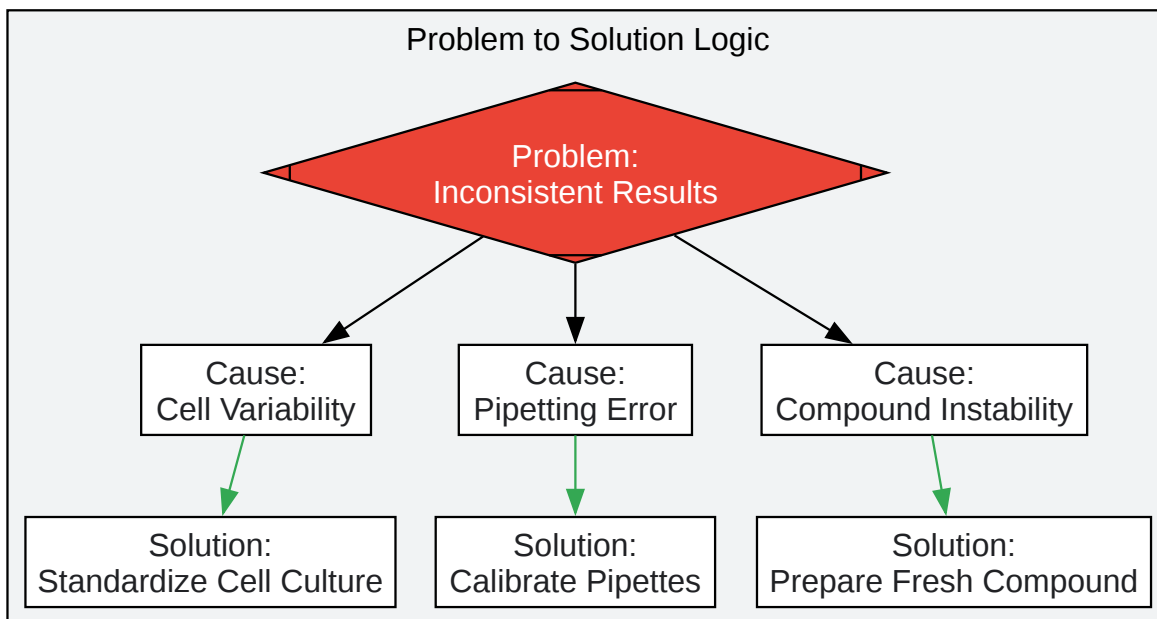 Problem to Solution Logic
Problem:
Inconsistent Results
Cause:
Cell Variability
Cause:
Pipetting Error
Cause:
Compound Instability
Solution:
Standardize Cell Culture
Solution:
Calibrate Pipettes
Solution:
Prepare Fresh Compound